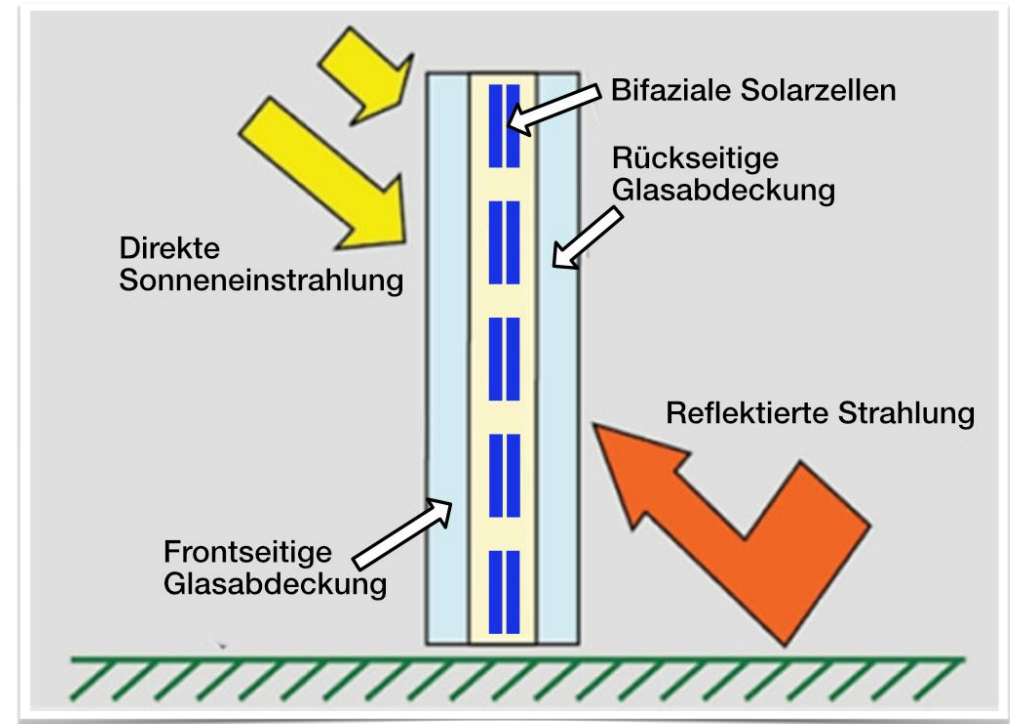 Bifaziale Solarzellen
Rückseitige
Glasabdeckung
Direkte
Sonneneinstrahlung
Reflektierte Strahlung
Frontseitige
Glasabdeckung